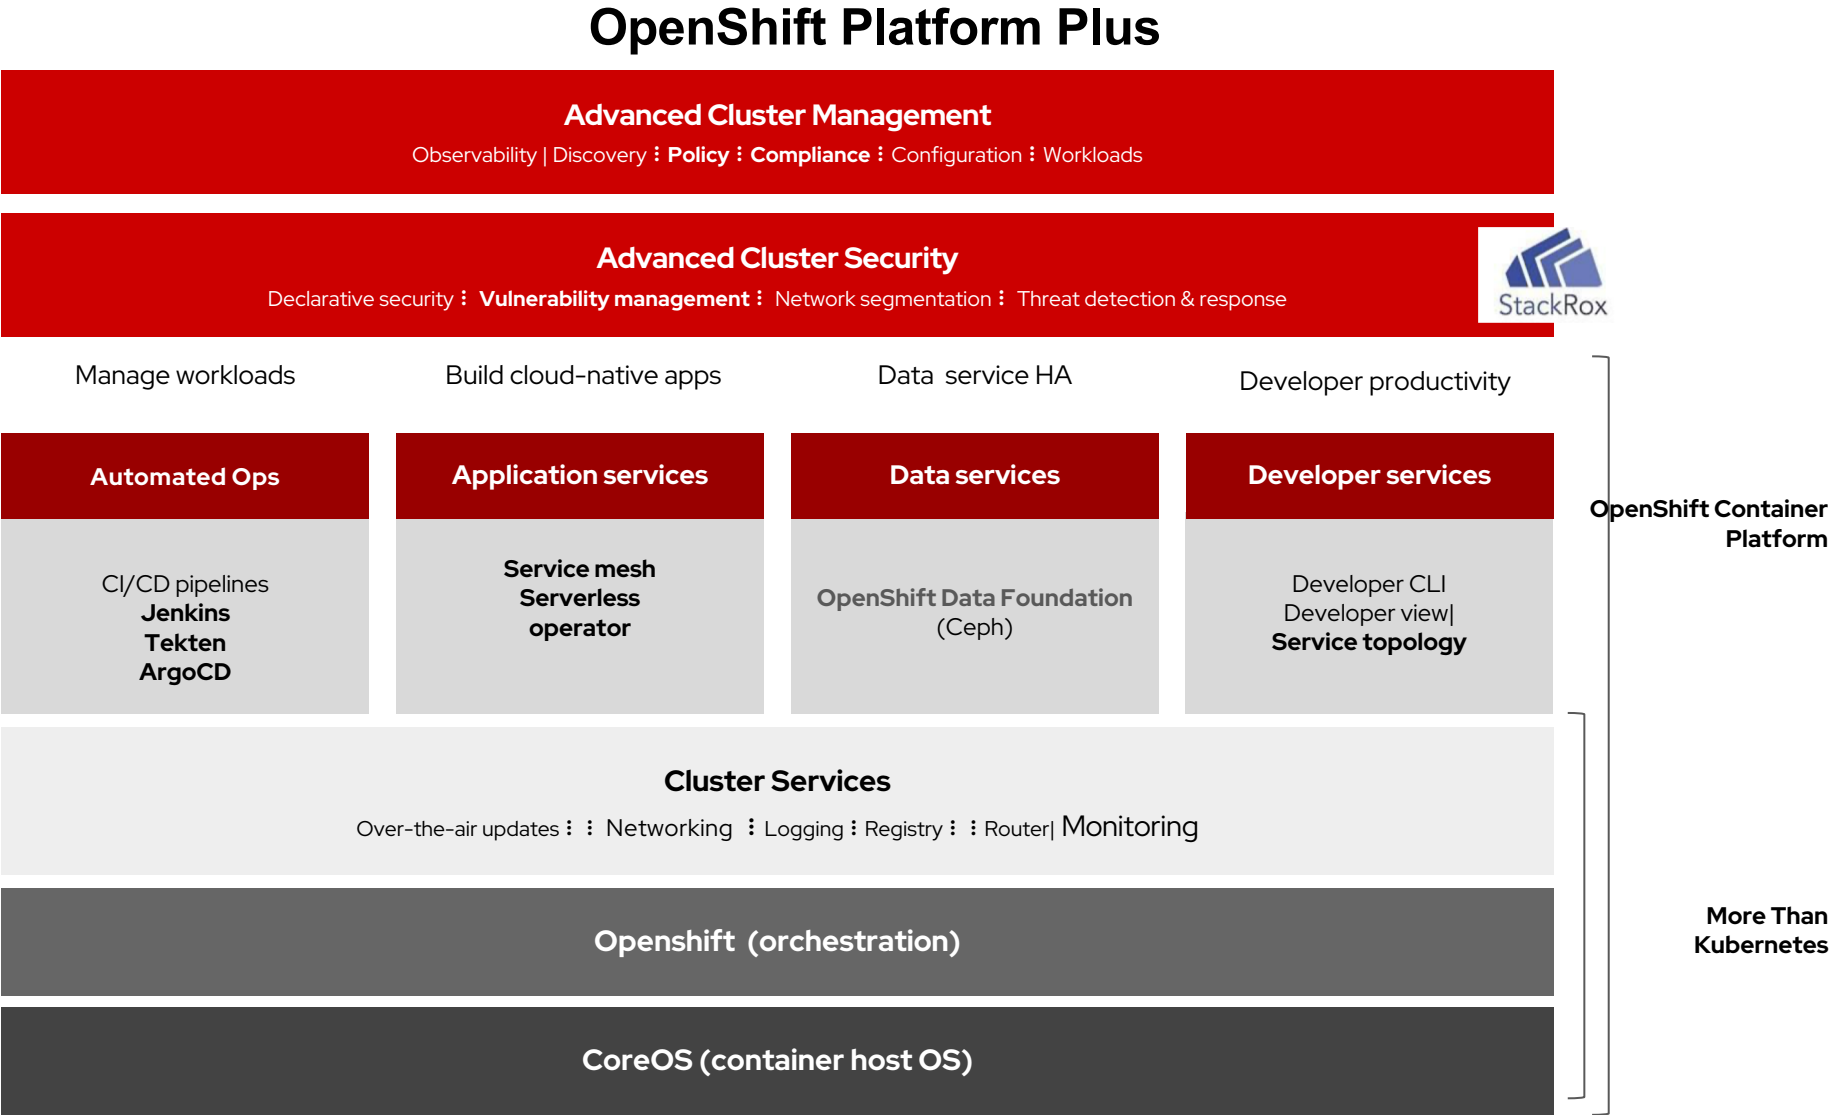 OpenShift Platform Plus
Advanced Cluster Management
Observability | Discovery ⋮ Policy ⋮ Compliance ⋮ Configuration ⋮ Workloads
Advanced Cluster Security
Declarative security ⋮ Vulnerability management ⋮ Network segmentation ⋮ Threat detection & response
StackRox
Manage workloads
Build cloud-native apps
Data service HA
Developer productivity
Automated Ops
Application services
Data services
Developer services
CI/CD pipelines
Jenkins
Tekten
ArgoCD
Service mesh
Serverless
operator
OpenShift Data Foundation
(Ceph)
Developer CLI
Developer view|
Service topology
OpenShift Container
Platform
Cluster Services
Over-the-air updates ⋮ ⋮ Networking ⋮ Logging ⋮ Registry ⋮ ⋮ Router| Monitoring
More Than
Kubernetes
Openshift (orchestration)
CoreOS (container host OS)